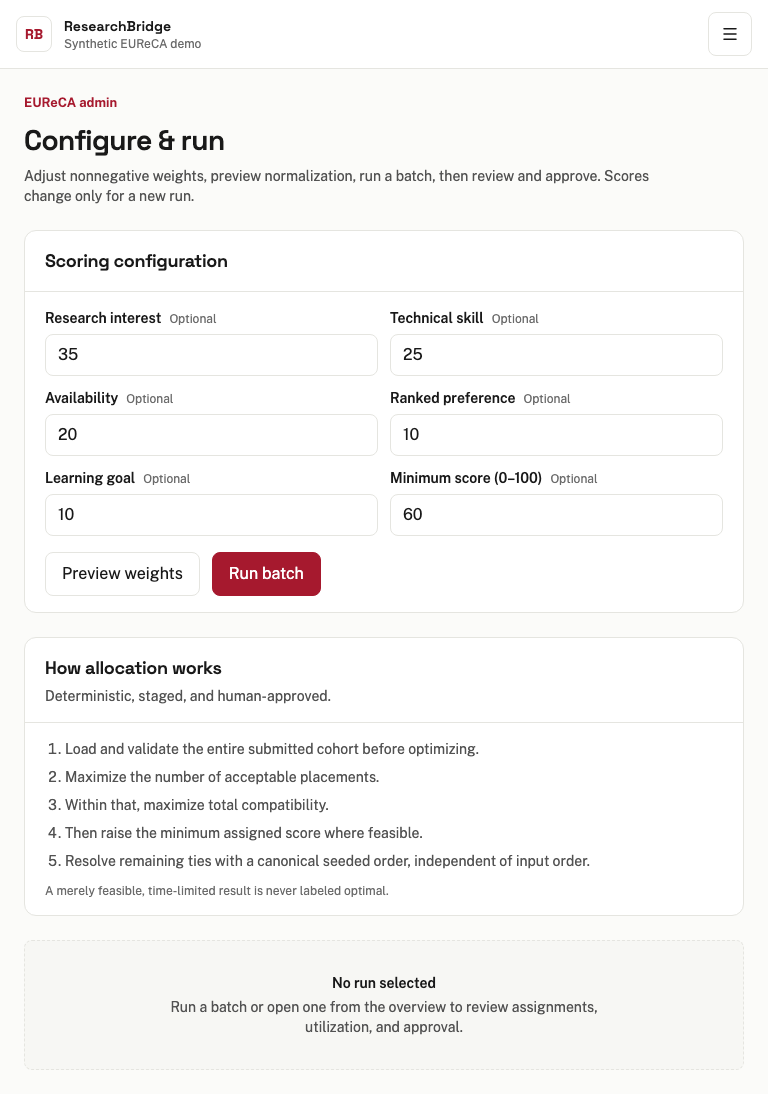 RB
ResearchBridge
Synthetic EUReCA demo
EUReCA admin
Configure & run
Adjust nonnegative weights, preview normalization, run a batch, then review and approve. Scores
change only for a new run.
Scoring configuration
Research interest Optional
35
Technical skill Optional
25
Availability Optional
20
Ranked preference Optional
10
Learning goal Optional
10
Minimum score (0–100) Optional
60
Preview weights
Run batch
How allocation works
Deterministic, staged, and human-approved.
1. Load and validate the entire submitted cohort before optimizing.
2. Maximize the number of acceptable placements.
3. Within that, maximize total compatibility.
4. Then raise the minimum assigned score where feasible.
5. Resolve remaining ties with a canonical seeded order, independent of input order.
A merely feasible, time-limited result is never labeled optimal.
No run selected
Run a batch or open one from the overview to review assignments,
utilization, and approval.